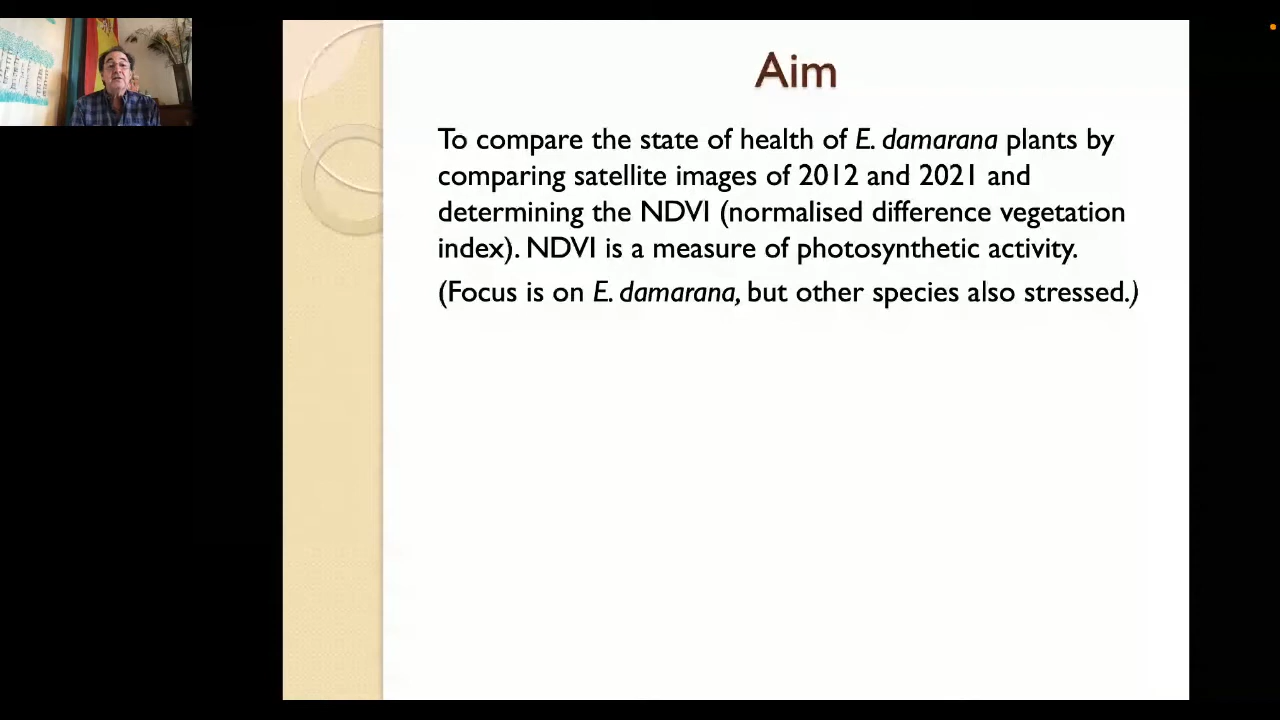 Aim
To compare the state of health of E. damarana plants by
comparing satellite images of 2012 and 2021 and
determining the NDVI (normalised difference vegetation
index). NDVI is a measure of photosynthetic activity.
(Focus is on E. damarana, but other species also stressed.)